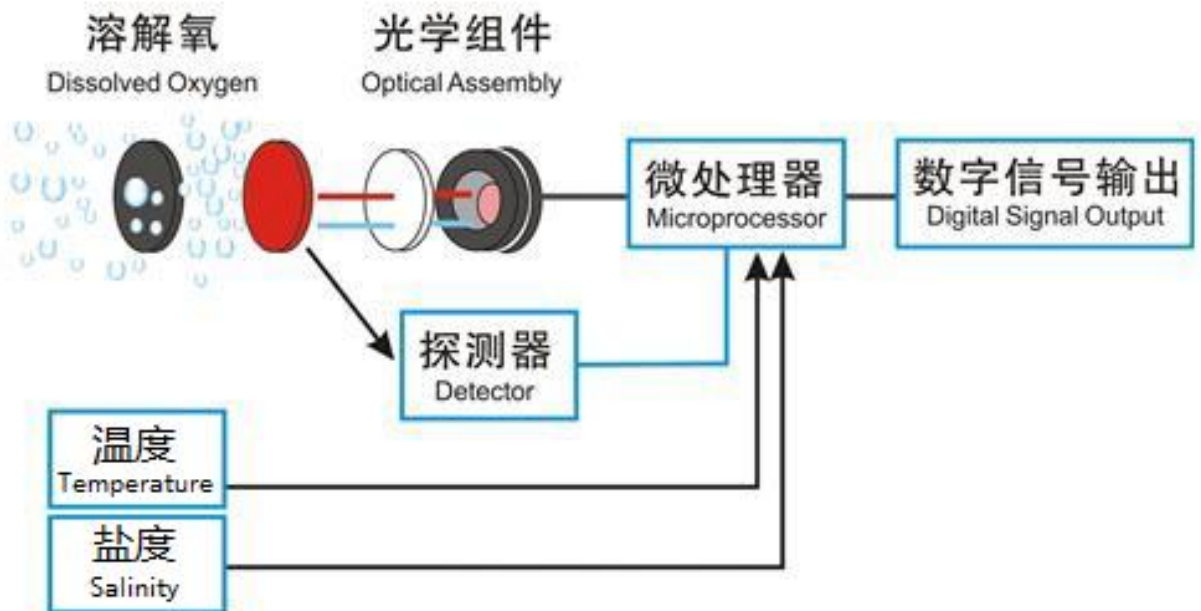 溶解氧
Dissolved Oxygen
光学组件
Optical Assembly
微处理器
Microprocessor
数字信号输出
Digital Signal Output
探测器
Detector
温度
Temperature
盐度
Salinity